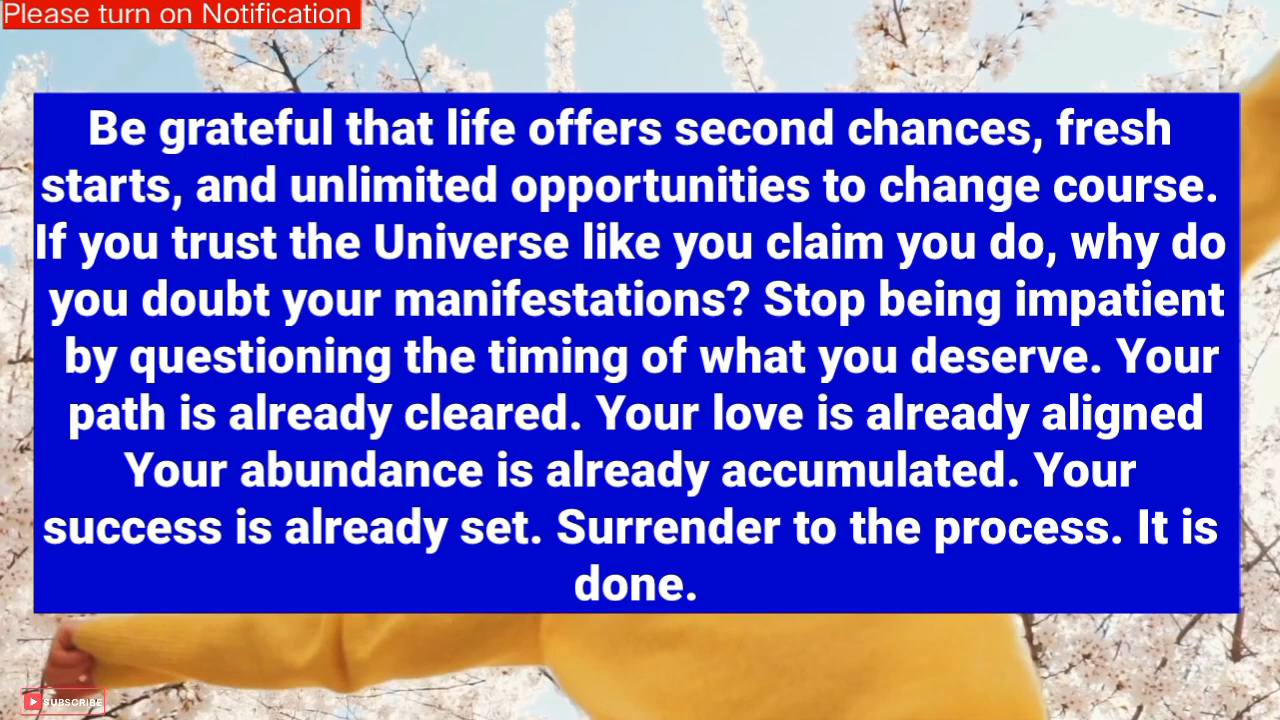 Please turn on Notification
Be grateful that life offers second chances, fresh
starts, and unlimited opportunities to change course.
If you trust the Universe like you claim you do, why do
you doubt your manifestations? Stop being impatient
by questioning the timing of what you deserve. Your
path is already cleared. Your love is already aligned
Your abundance is already accumulated. Your
success is already set. Surrender to the process. It is
done.
SUBSCRIBE